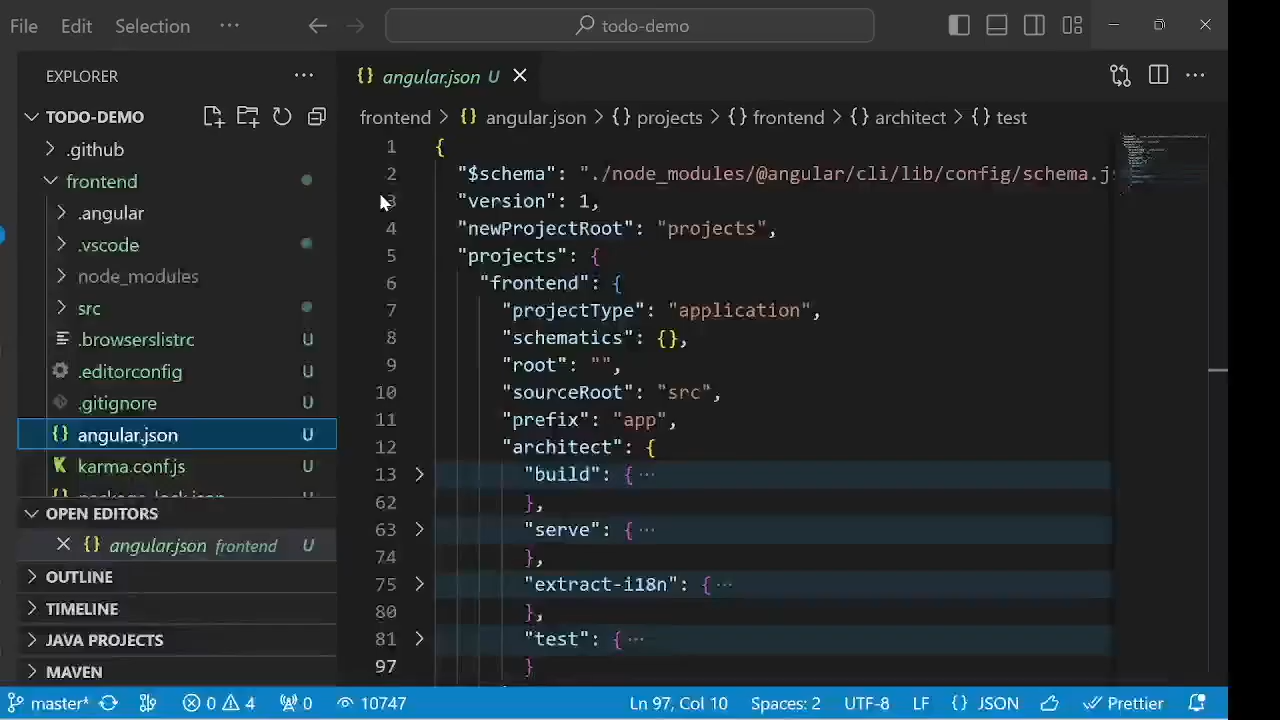 File Edit Selection ··· todo-demo
EXPLORER ···
TODO-DEMO
.github
frontend
.angular
.vscode
node_modules
src
.browserslistrc U
.editorconfig U
.gitignore U
{} angular.json U
karma.conf.js U
{} package-lock.json
OPEN EDITORS
{} angular.json frontend U
OUTLINE
TIMELINE
JAVA PROJECTS
MAVEN
{} angular.json U ···
frontend > {} angular.json > {} projects > {} frontend > {} architect > {} test
1 {
2 "$schema": "./node_modules/@angular/cli/lib/config/schema.js
3 "version": 1,
4 "newProjectRoot": "projects",
5 "projects": {
6 "frontend": {
7 "projectType": "application",
8 "schematics": {},
9 "root": "",
10 "sourceRoot": "src",
11 "prefix": "app",
12 "architect": {
13 > "build": { ···
62 },
63 > "serve": { ···
74 },
75 > "extract-i18n": { ···
80 },
81 > "test": { ···
97 }
master* 0 4 0 10747 Ln 97, Col 10 Spaces: 2 UTF-8 LF {} JSON Prettier